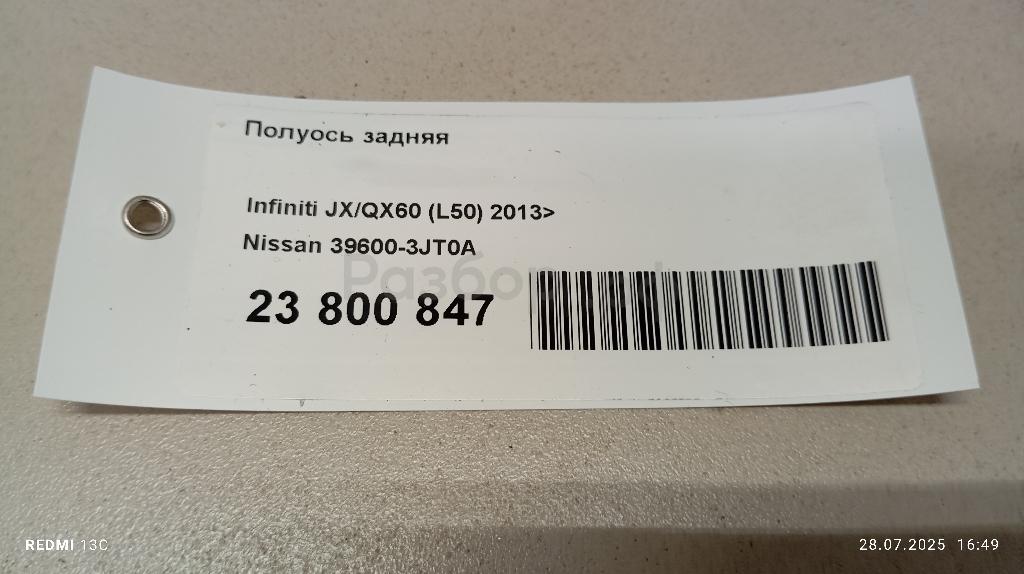 Полуось задняя
Infiniti JX/QX60 (L50) 2013>
Nissan 39600-3JT0A
23 800 847
REDMI 13C
28.07.2025 16:49